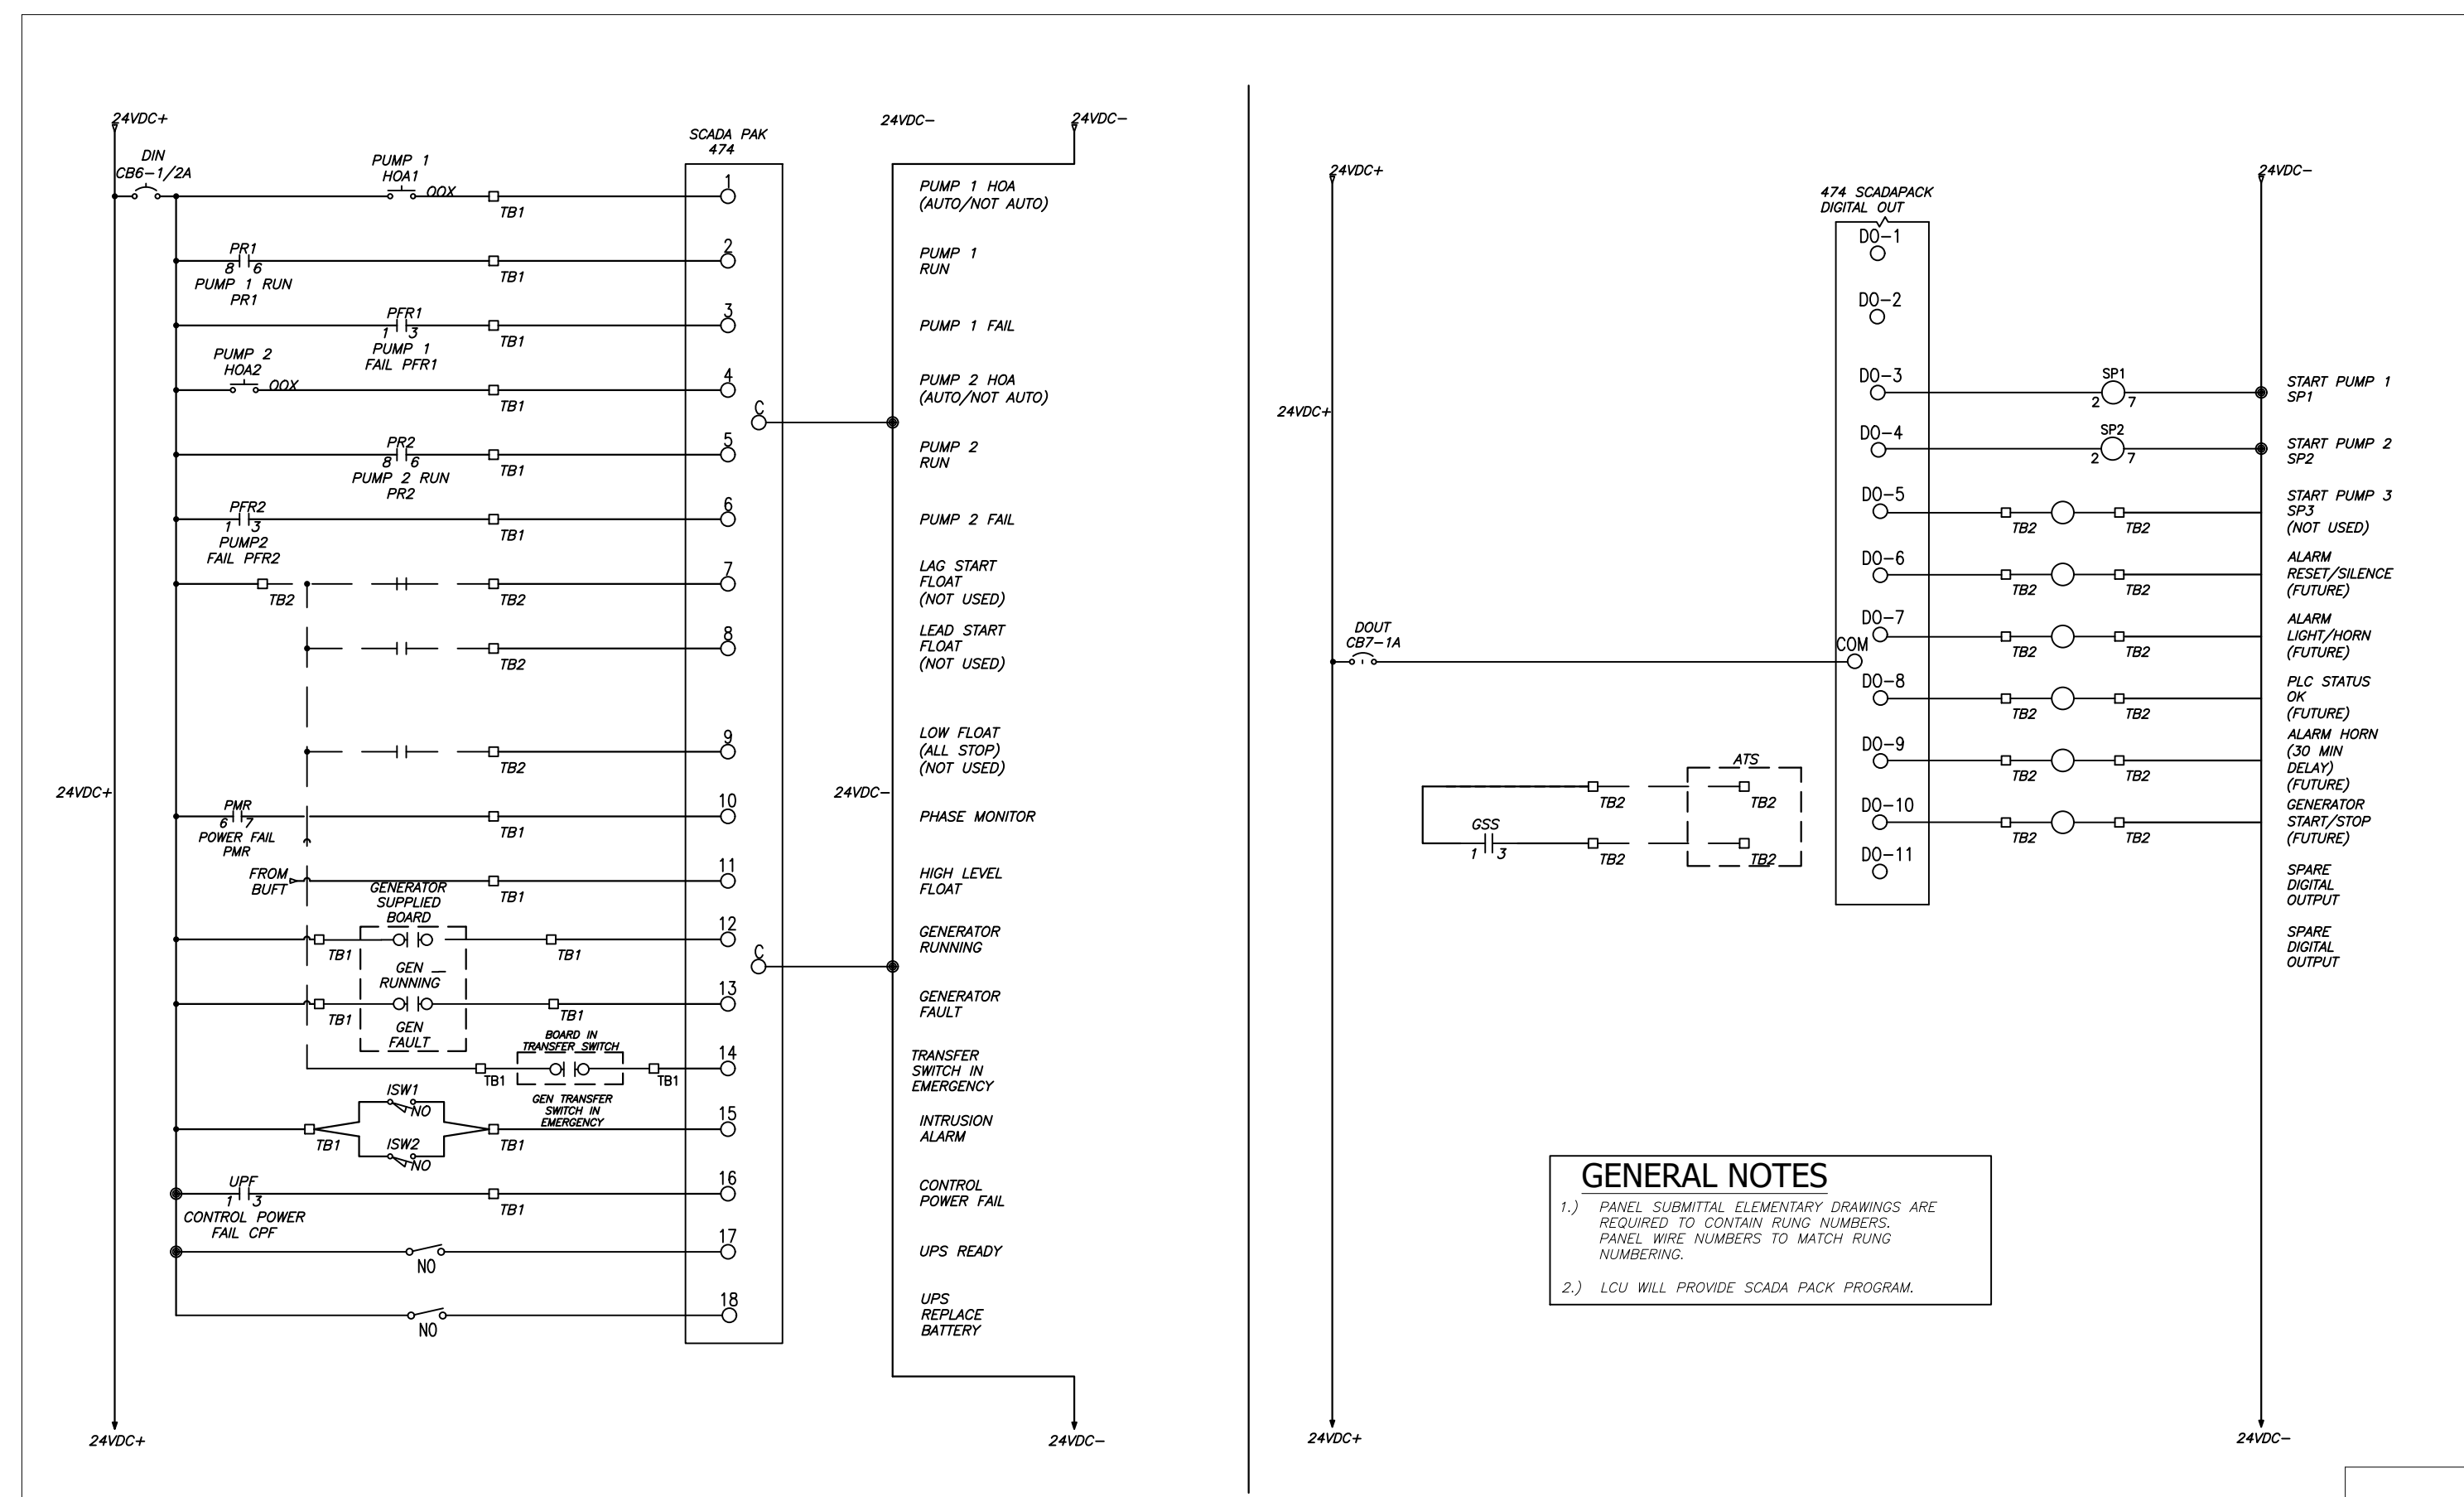 24VDC+
DIN
CB6-1/2A
PUMP 1
HOA1
OOX
TB1
SCADA PAK
474
1
24VDC-
24VDC-
PUMP 1 HOA
(AUTO/NOT AUTO)
PR1
8 6
PUMP 1 RUN
PR1
TB1
2
PUMP 1
RUN
PFR1
1 3
PUMP 1
FAIL PFR1
TB1
3
PUMP 1 FAIL
PUMP 2
HOA2
OOX
TB1
4
PUMP 2 HOA
(AUTO/NOT AUTO)
C
PR2
8 6
PUMP 2 RUN
PR2
TB1
5
PUMP 2
RUN
PFR2
1 3
PUMP2
FAIL PFR2
TB1
6
PUMP 2 FAIL
TB2
TB2
7
LAG START
FLOAT
(NOT USED)
TB2
8
LEAD START
FLOAT
(NOT USED)
TB2
9
LOW FLOAT
(ALL STOP)
(NOT USED)
24VDC+
24VDC-
PMR
6 7
POWER FAIL
PMR
TB1
10
PHASE MONITOR
FROM
BUFT
TB1
11
HIGH LEVEL
FLOAT
GENERATOR
SUPPLIED
BOARD
TB1
TB1
12
GENERATOR
RUNNING
GEN
RUNNING
C
TB1
TB1
13
GENERATOR
FAULT
GEN
FAULT
BOARD IN
TRANSFER SWITCH
TB1
TB1
14
TRANSFER
SWITCH IN
EMERGENCY
GEN TRANSFER
SWITCH IN
EMERGENCY
ISW1
NO
TB1
TB1
15
INTRUSION
ALARM
ISW2
NO
UPF
1 3
CONTROL POWER
FAIL CPF
TB1
16
CONTROL
POWER FAIL
NO
17
UPS READY
NO
18
UPS
REPLACE
BATTERY
24VDC+
24VDC-
24VDC+
24VDC-
474 SCADAPACK
DIGITAL OUT
DO-1
DO-2
24VDC+
DO-3
SP1
2 7
START PUMP 1
SP1
DO-4
SP2
2 7
START PUMP 2
SP2
DO-5
TB2
TB2
START PUMP 3
SP3
(NOT USED)
DO-6
TB2
TB2
ALARM
RESET/SILENCE
(FUTURE)
DOUT
CB7-1A
COM
DO-7
TB2
TB2
ALARM
LIGHT/HORN
(FUTURE)
DO-8
TB2
TB2
PLC STATUS
OK
(FUTURE)
DO-9
TB2
TB2
ALARM HORN
(30 MIN
DELAY)
(FUTURE)
ATS
TB2
TB2
GSS
1 3
TB2
TB2
DO-10
TB2
TB2
GENERATOR
START/STOP
(FUTURE)
DO-11
SPARE
DIGITAL
OUTPUT
SPARE
DIGITAL
OUTPUT
GENERAL NOTES
1.) PANEL SUBMITTAL ELEMENTARY DRAWINGS ARE
REQUIRED TO CONTAIN RUNG NUMBERS.
PANEL WIRE NUMBERS TO MATCH RUNG
NUMBERING.
2.) LCU WILL PROVIDE SCADA PACK PROGRAM.
24VDC+
24VDC-